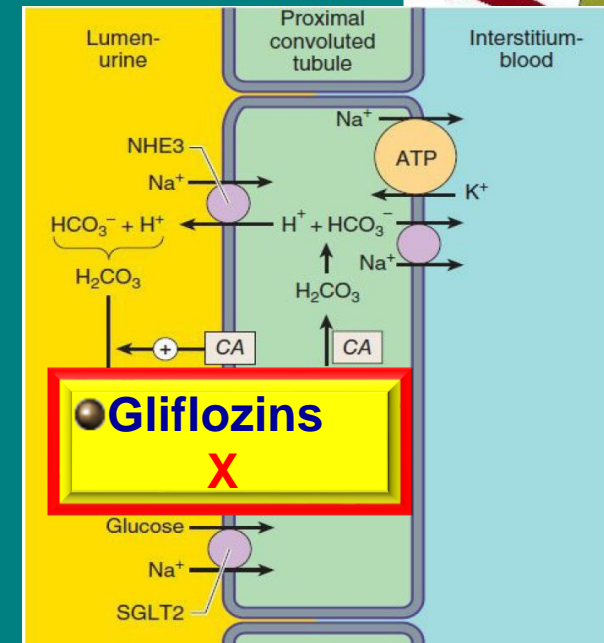 Lumen-
urine
Proximal
convoluted
tubule
Interstitium-
blood
Na⁺
ATP
K⁺
NHE3
Na⁺
HCO₃⁻ + H⁺
H⁺ + HCO₃⁻
Na⁺
H₂CO₃
H₂CO₃
+
CA
CA
Gliflozins
X
Glucose
Na⁺
SGLT2